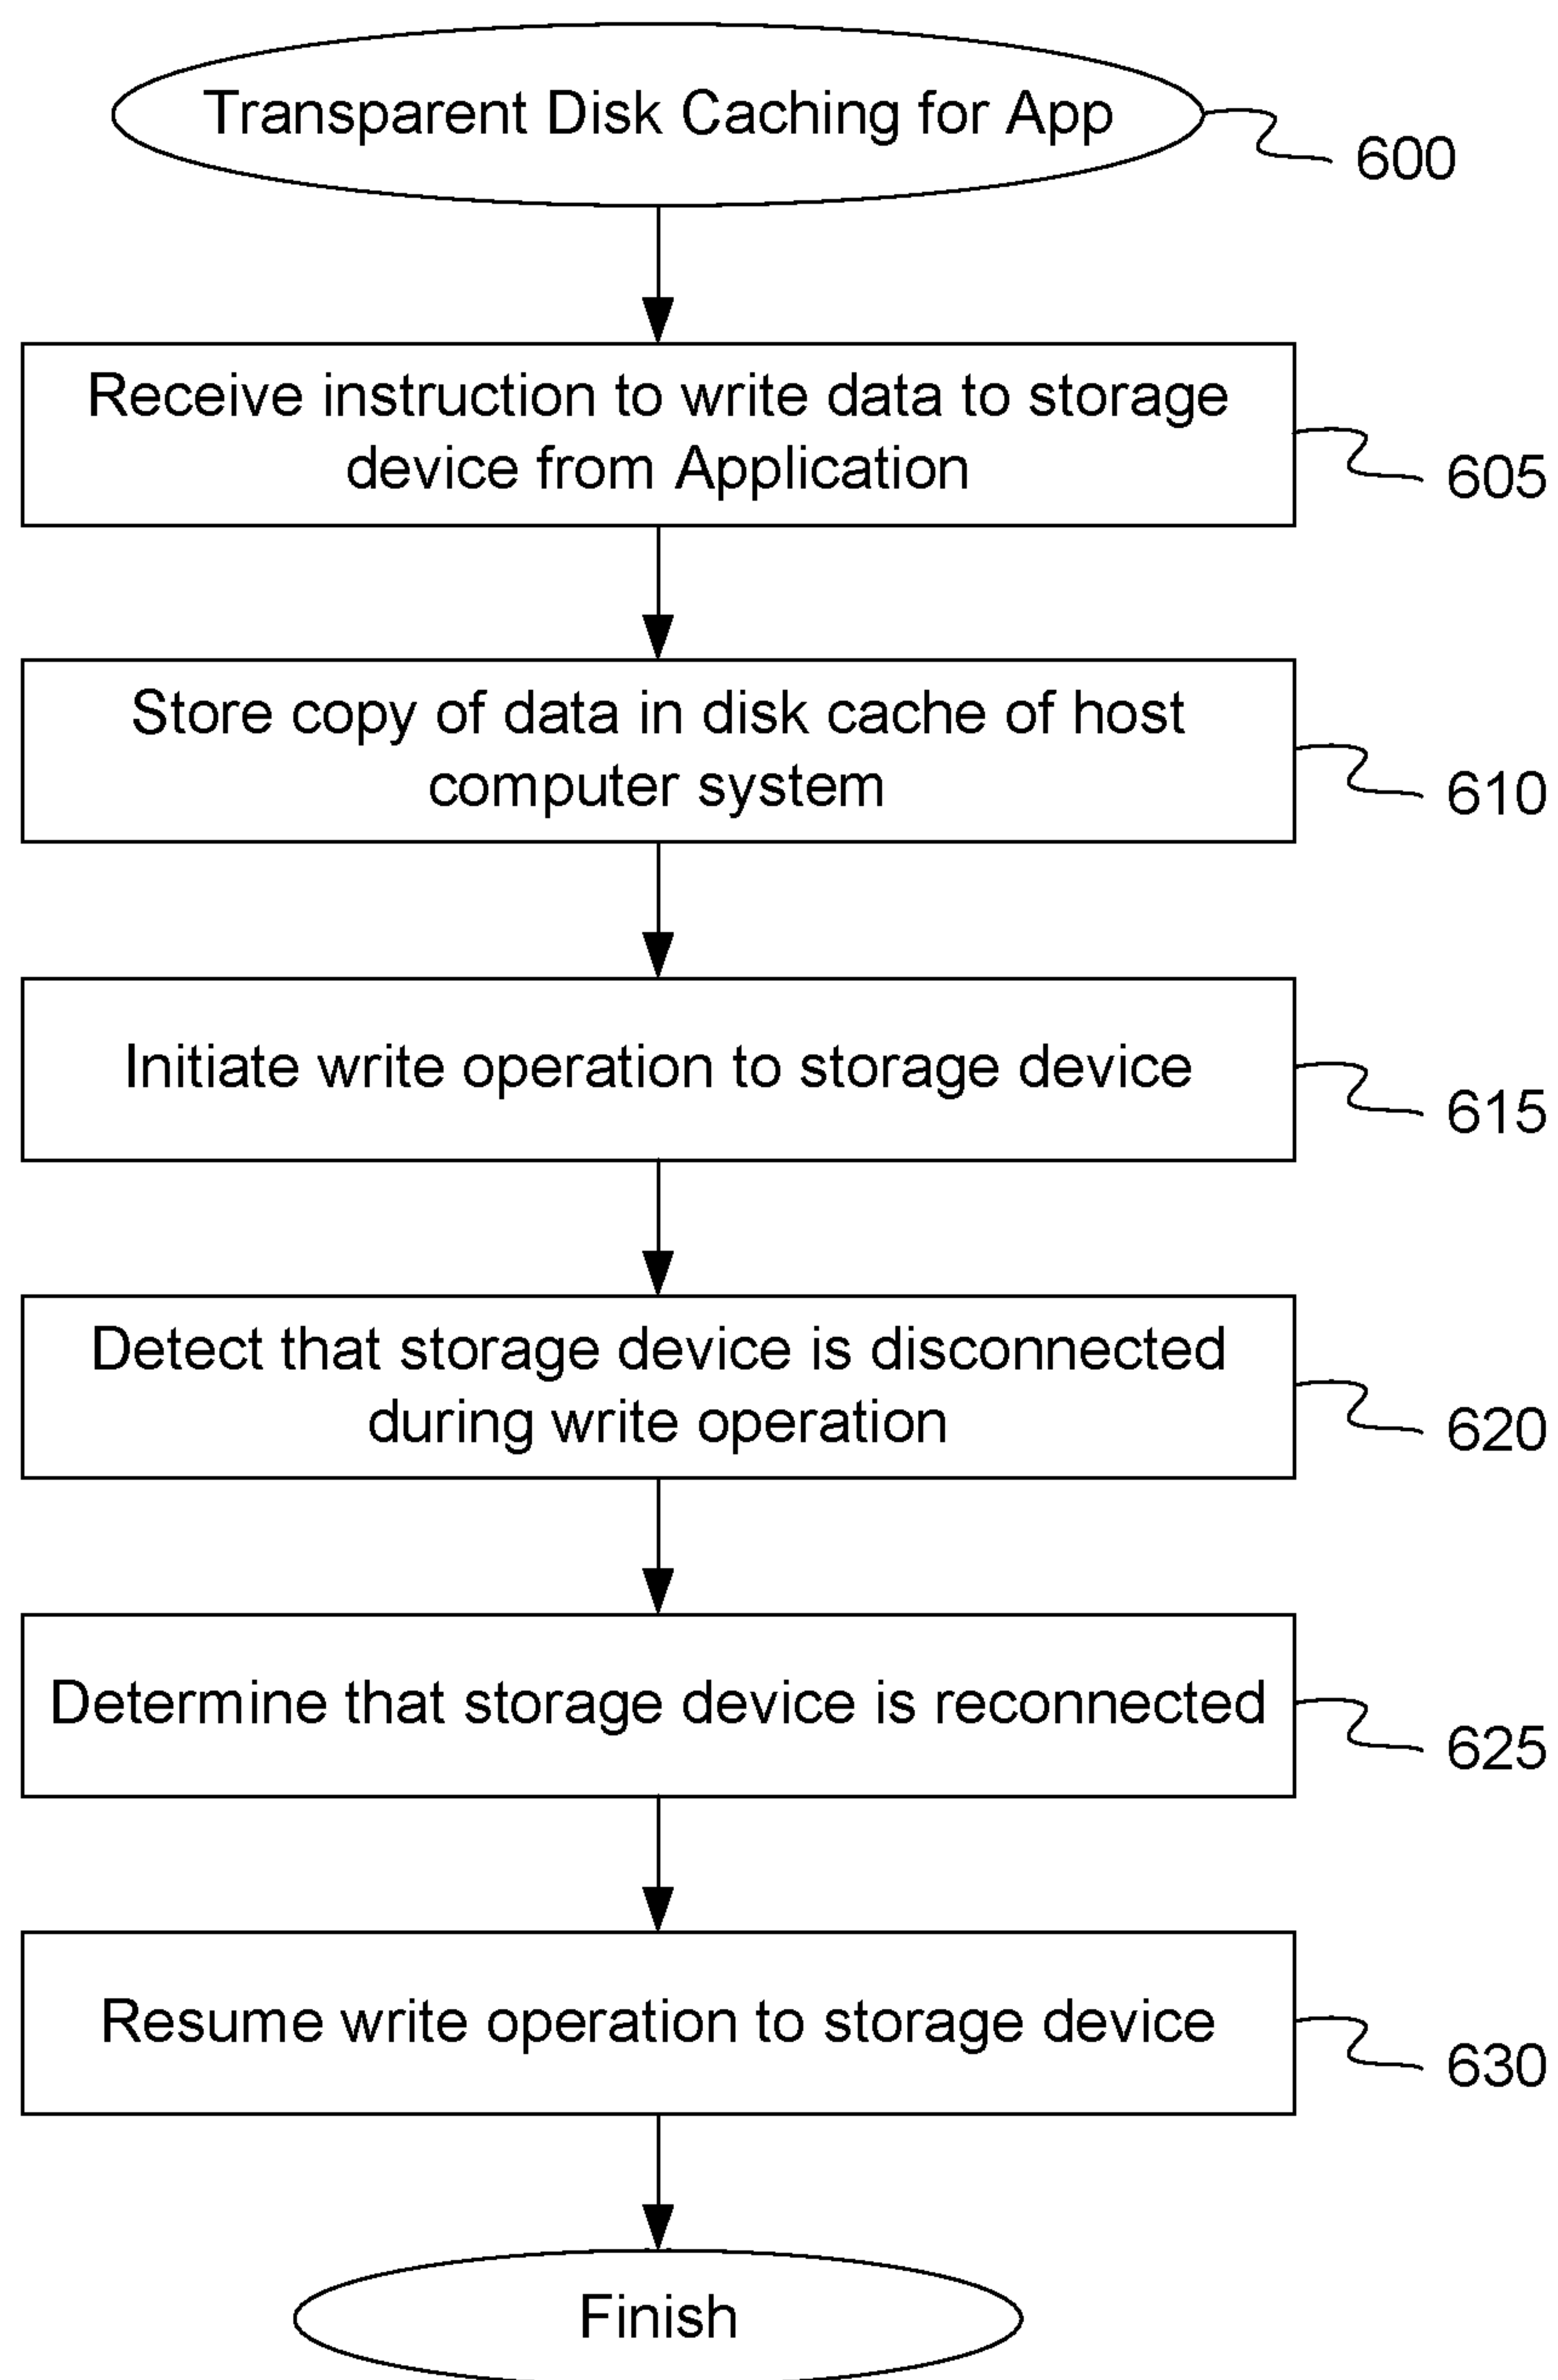 Transparent Disk Caching for App
600
Receive instruction to write data to storage
device from Application
605
Store copy of data in disk cache of host
computer system
610
Initiate write operation to storage device
615
Detect that storage device is disconnected
during write operation
620
Determine that storage device is reconnected
625
Resume write operation to storage device
630
Finish